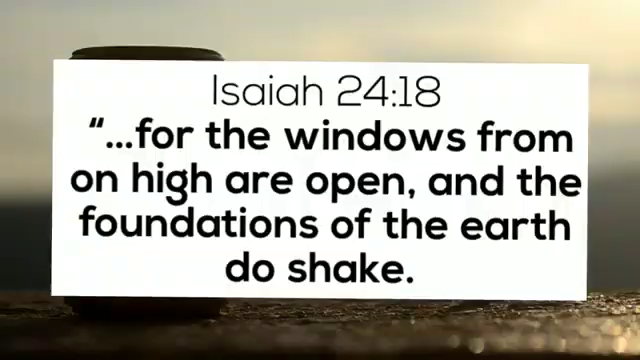 Isaiah 24:18
“...for the windows from
on high are open, and the
foundations of the earth
do shake.